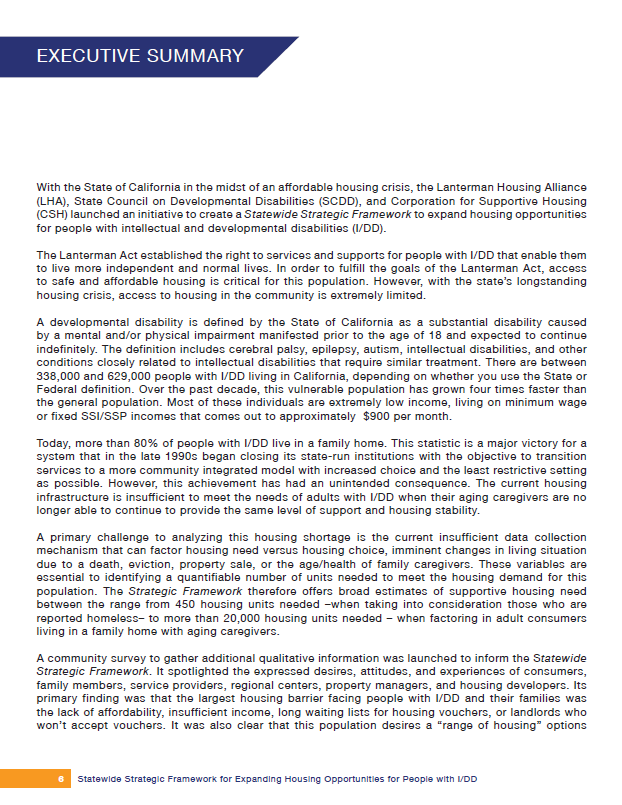 EXECUTIVE SUMMARY
With the State of California in the midst of an affordable housing crisis, the Lanterman Housing Alliance
(LHA), State Council on Developmental Disabilities (SCDD), and Corporation for Supportive Housing
(CSH) launched an initiative to create a Statewide Strategic Framework to expand housing opportunities
for people with intellectual and developmental disabilities (I/DD).
The Lanterman Act established the right to services and supports for people with I/DD that enable them
to live more independent and normal lives. In order to fulfill the goals of the Lanterman Act, access
to safe and affordable housing is critical for this population. However, with the state's longstanding
housing crisis, access to housing in the community is extremely limited.
A developmental disability is defined by the State of California as a substantial disability caused
by a mental and/or physical impairment manifested prior to the age of 18 and expected to continue
indefinitely. The definition includes cerebral palsy, epilepsy, autism, intellectual disabilities, and other
conditions closely related to intellectual disabilities that require similar treatment. There are between
338,000 and 629,000 people with I/DD living in California, depending on whether you use the State or
Federal definition. Over the past decade, this vulnerable population has grown four times faster than
the general population. Most of these individuals are extremely low income, living on minimum wage
or fixed SSI/SSP incomes that comes out to approximately $900 per month.
Today, more than 80% of people with I/DD live in a family home. This statistic is a major victory for a
system that in the late 1990s began closing its state-run institutions with the objective to transition
services to a more community integrated model with increased choice and the least restrictive setting
as possible. However, this achievement has had an unintended consequence. The current housing
infrastructure is insufficient to meet the needs of adults with I/DD when their aging caregivers are no
longer able to continue to provide the same level of support and housing stability.
A primary challenge to analyzing this housing shortage is the current insufficient data collection
mechanism that can factor housing need versus housing choice, imminent changes in living situation
due to a death, eviction, property sale, or the age/health of family caregivers. These variables are
essential to identifying a quantifiable number of units needed to meet the housing demand for this
population. The Strategic Framework therefore offers broad estimates of supportive housing need
between the range from 450 housing units needed –when taking into consideration those who are
reported homeless– to more than 20,000 housing units needed – when factoring in adult consumers
living in a family home with aging caregivers.
A community survey to gather additional qualitative information was launched to inform the Statewide
Strategic Framework. It spotlighted the expressed desires, attitudes, and experiences of consumers,
family members, service providers, regional centers, property managers, and housing developers. Its
primary finding was that the largest housing barrier facing people with I/DD and their families was
the lack of affordability, insufficient income, long waiting lists for housing vouchers, or landlords who
won't accept vouchers. It was also clear that this population desires a "range of housing" options
6 Statewide Strategic Framework for Expanding Housing Opportunities for People with I/DD